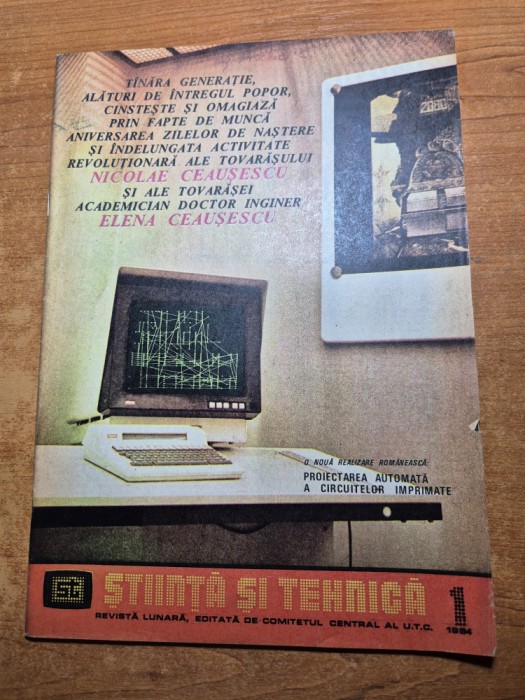 TÎNĂRA GENERAȚIE,
ALĂTURI DE ÎNTREGUL POPOR,
CINSTEȘTE ȘI OMAGIAZĂ
PRIN FAPTE DE MUNCĂ
ANIVERSAREA ZILELOR DE NAȘTERE
ȘI ÎNDELUNGATA ACTIVITATE
REVOLUȚIONARĂ ALE TOVARĂȘULUI
NICOLAE CEAUȘESCU
ȘI ALE TOVARĂȘEI
ACADEMICIAN DOCTOR INGINER
ELENA CEAUȘESCU
O NOUĂ REALIZARE ROMÂNEASCĂ:
PROIECTAREA AUTOMATĂ
A CIRCUITELOR IMPRIMATE
st
ȘTIINȚĂ ȘI TEHNICĂ
REVISTĂ LUNARĂ, EDITATĂ DE COMITETUL CENTRAL AL U.T.C.
1
1984